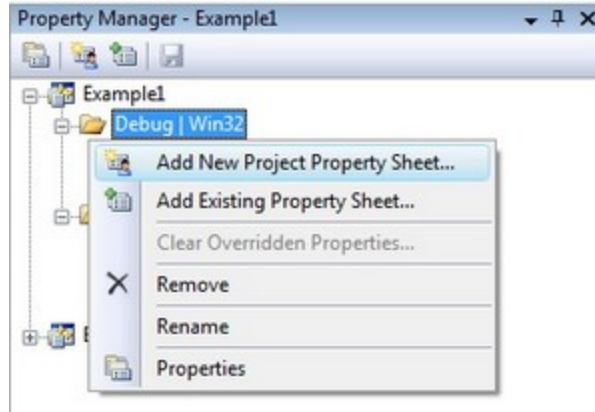 Property Manager - Example1
Example1
Debug | Win32
Add New Project Property Sheet...
Add Existing Property Sheet...
Clear Overridden Properties...
Remove
Rename
Properties